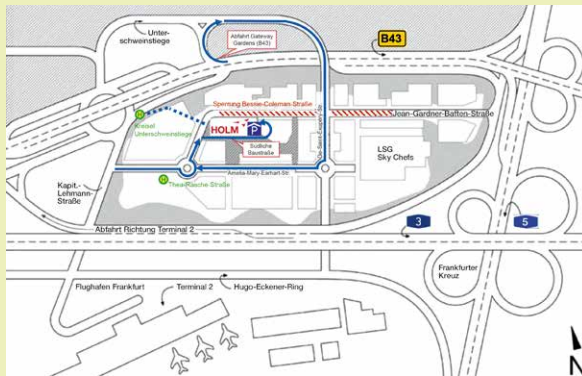 Unter-
schweinstiege
Abfahrt Gateway
Gardens (B43)
B43
Sperrung Bessie-Coleman-Straße
Jean-Gardner-Batten-Straße
Kreisel
Unterschweinstiege
HOLM
P
Südliche
Baustraße
LSG
Sky Chefs
Amelia-Mary-Earhart-Str.
Kapit.-
Lehmann-
Straße
Thea-Rasche Straße
Abfahrt Richtung Terminal 2
3
5
Frankfurter
Kreuz
Flughafen Frankfurt
Terminal 2
Hugo-Eckener-Ring
N